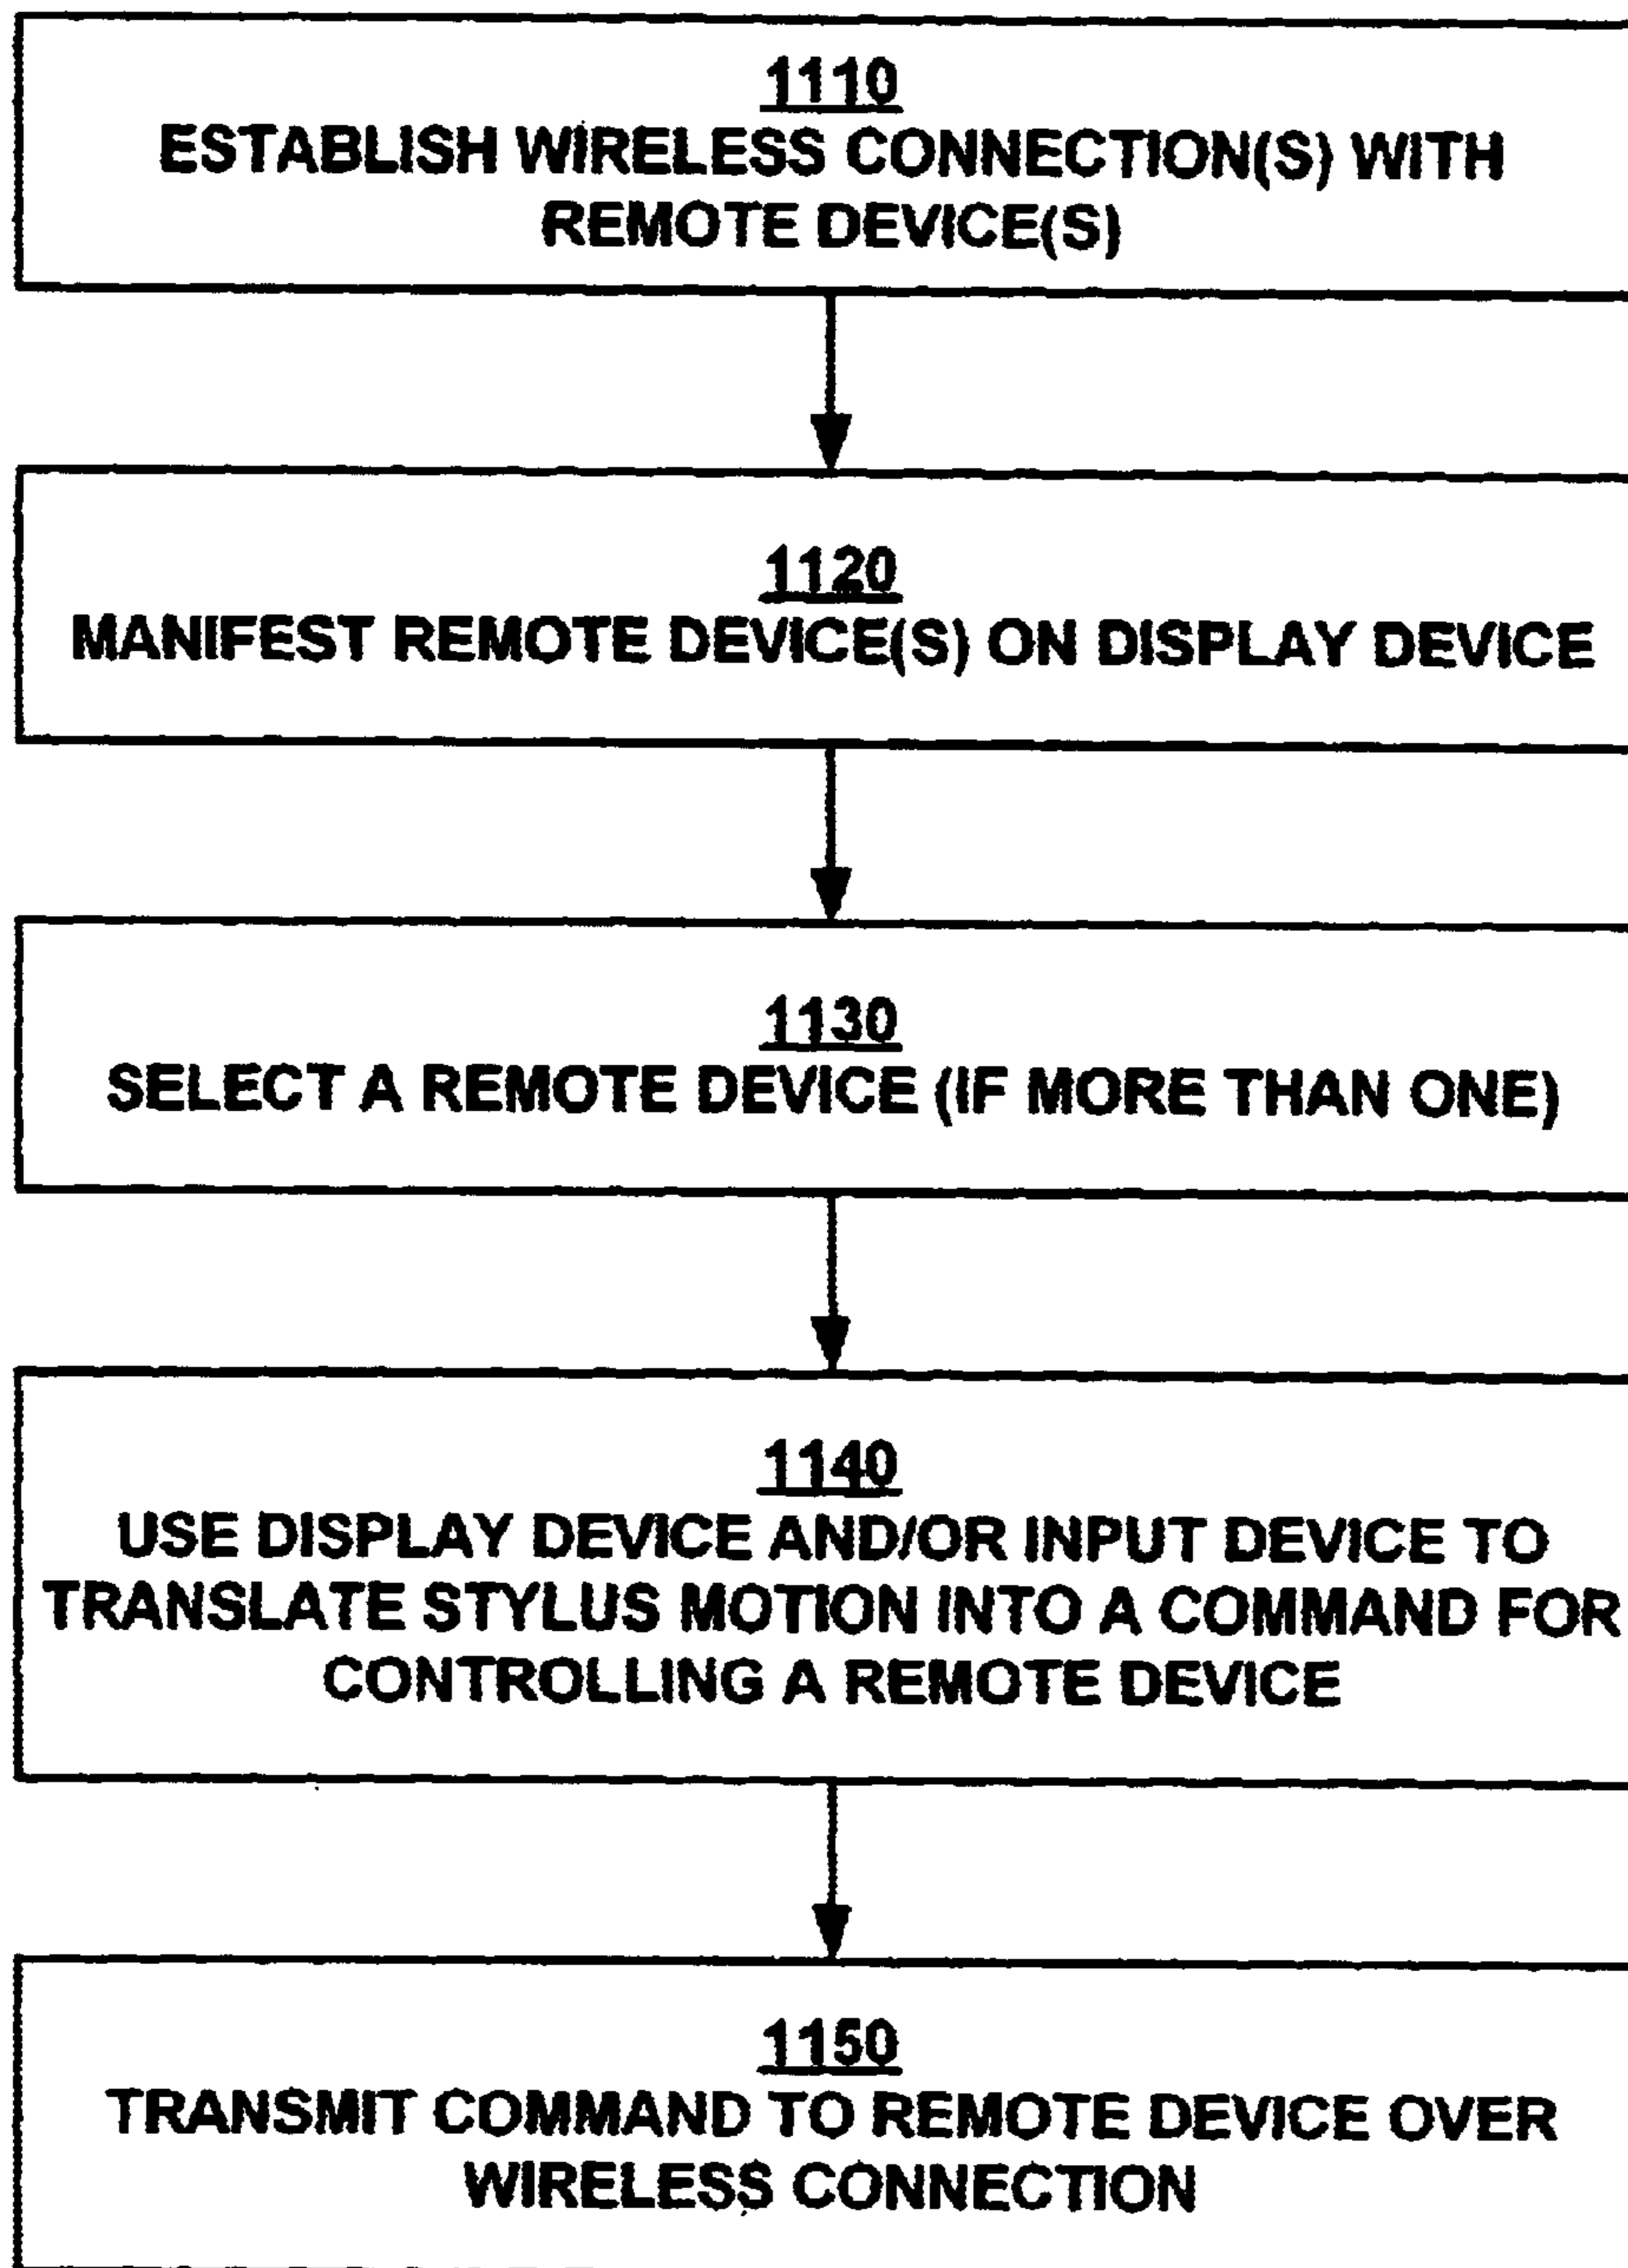 1110
ESTABLISH WIRELESS CONNECTION(S) WITH
REMOTE DEVICE(S)
1120
MANIFEST REMOTE DEVICE(S) ON DISPLAY DEVICE
1130
SELECT A REMOTE DEVICE (IF MORE THAN ONE)
1140
USE DISPLAY DEVICE AND/OR INPUT DEVICE TO
TRANSLATE STYLUS MOTION INTO A COMMAND FOR
CONTROLLING A REMOTE DEVICE
1150
TRANSMIT COMMAND TO REMOTE DEVICE OVER
WIRELESS CONNECTION